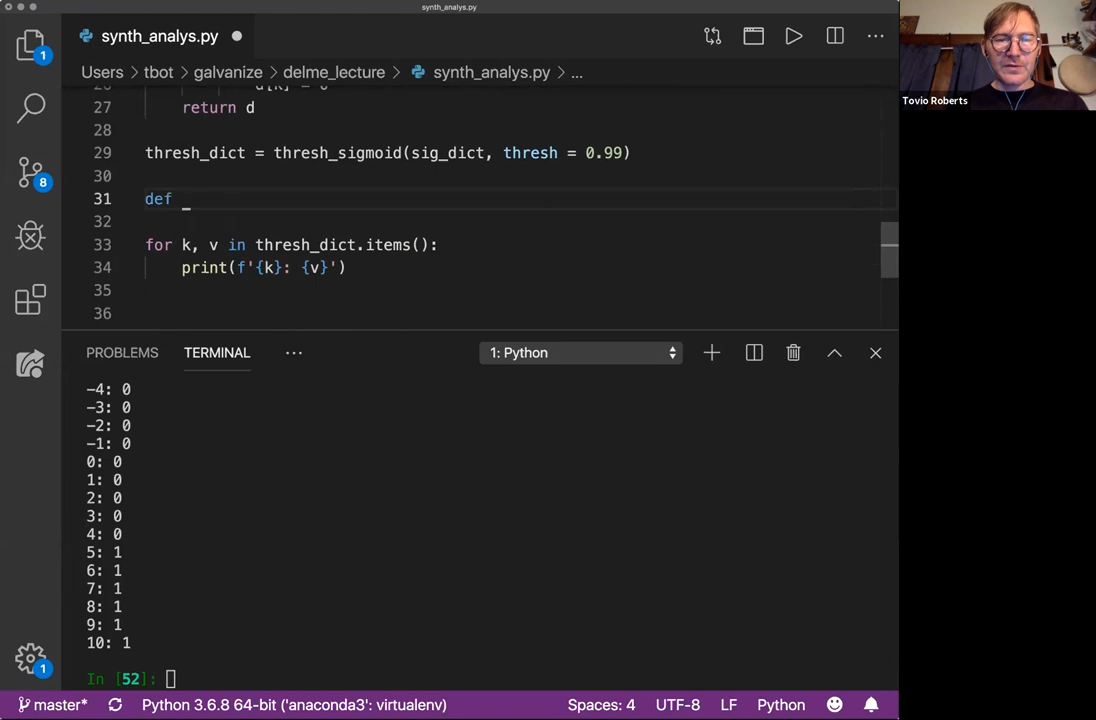 synth_analys.py
synth_analys.py
Users > tbot > galvanize > delme_lecture > synth_analys.py > ...
1
d[k] = 0
27 return d
28
29 thresh_dict = thresh_sigmoid(sig_dict, thresh = 0.99)
30
31 def _
32
33 for k, v in thresh_dict.items():
34 print(f'{k}: {v}')
35
36
8
Tovio Roberts
PROBLEMS TERMINAL ... 1: Python
-4: 0
-3: 0
-2: 0
-1: 0
0: 0
1: 0
2: 0
3: 0
4: 0
5: 1
6: 1
7: 1
8: 1
9: 1
10: 1
In [52]:
1
master* Python 3.6.8 64-bit ('anaconda3': virtualenv) Spaces: 4 UTF-8 LF Python